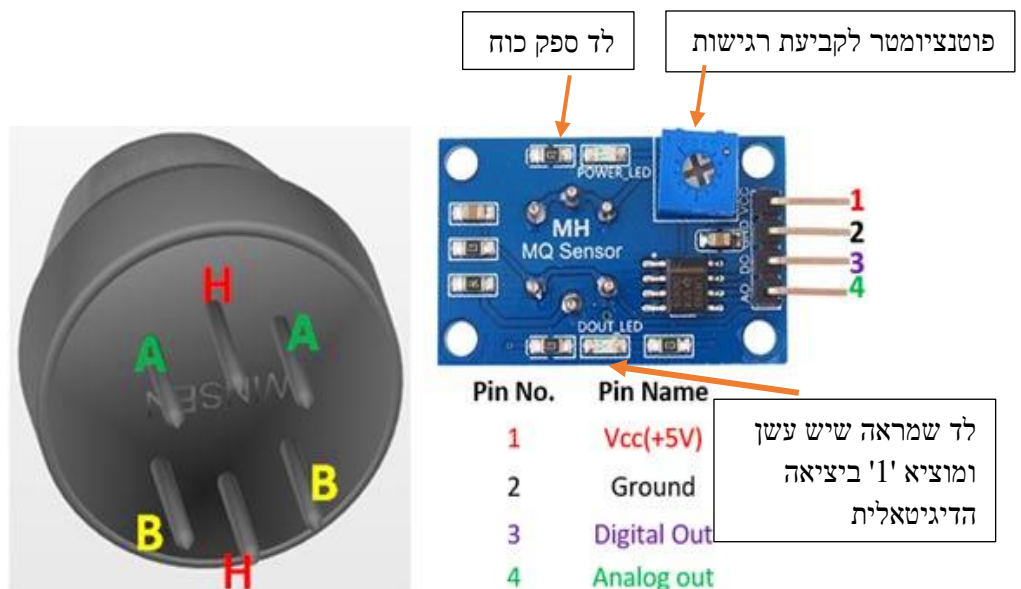 לד ספק כוח
פוטנציומטר לקביעת רגישות
H
A
A
WINSEN
B
B
H
POWER_LED
MH
MQ Sensor
DOUT_LED
VCC
GND
DO
AO
1
2
3
4
Pin No. Pin Name
1 Vcc(+5V)
2 Ground
3 Digital Out
4 Analog out
לד שמראה שיש עשן
ומוציא '1' ביציאה
הדיגיטאלית